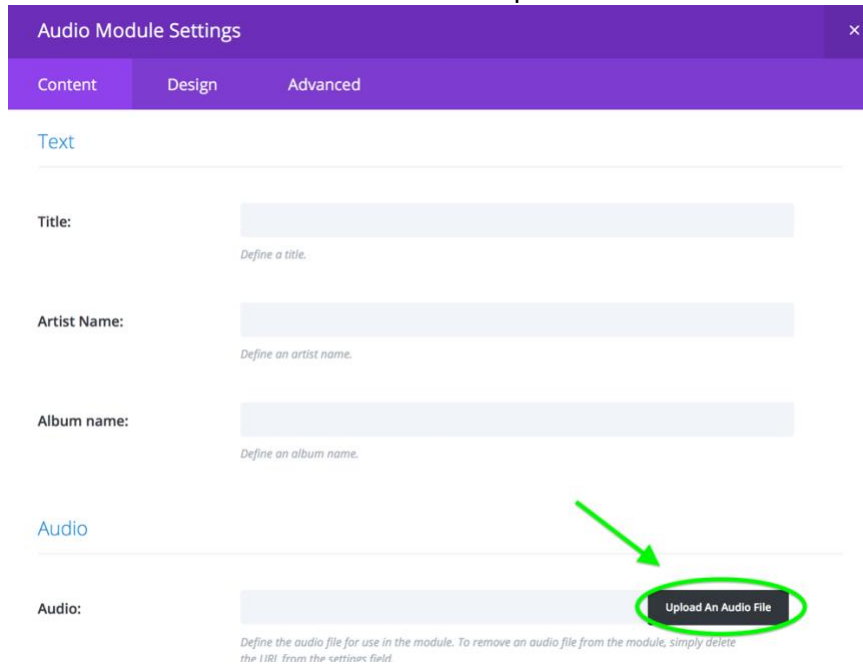 Audio Module Settings ×
Content Design Advanced
Text
Title:
Define a title.
Artist Name:
Define an artist name.
Album name:
Define an album name.
Audio
Audio: Upload An Audio File
Define the audio file for use in the module. To remove an audio file from the module, simply delete
the URL from the settings field.